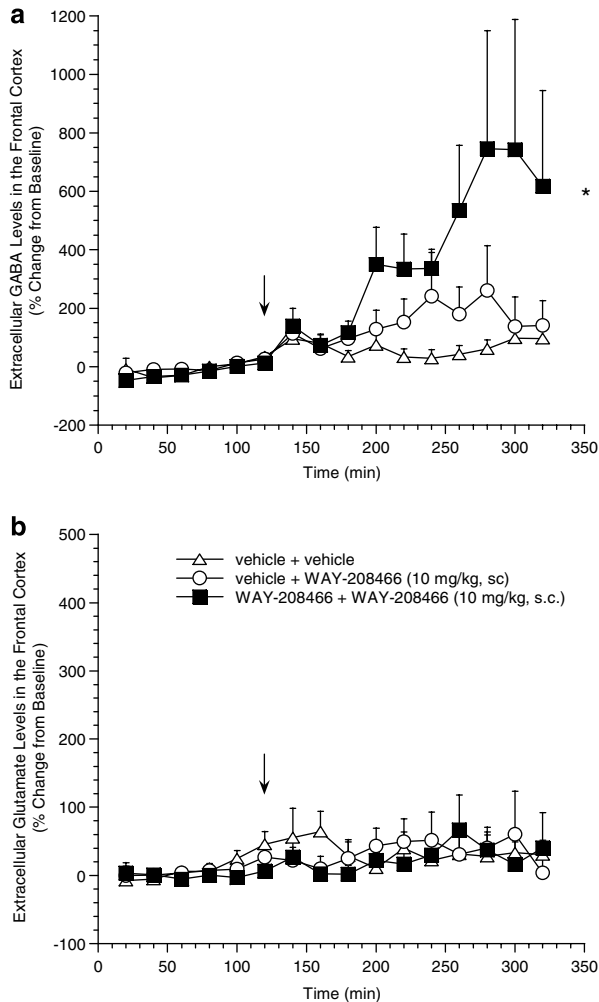 a
Extracellular GABA Levels in the Frontal Cortex
(% Change from Baseline)
1200
1000
800
600
400
200
0
-200
*
0 50 100 150 200 250 300 350
Time (min)
b
Extracellular Glutamate Levels in the Frontal Cortex
(% Change from Baseline)
500
400
300
200
100
0
-100
vehicle + vehicle
vehicle + WAY-208466 (10 mg/kg, sc)
WAY-208466 + WAY-208466 (10 mg/kg, s.c.)
0 50 100 150 200 250 300 350
Time (min)